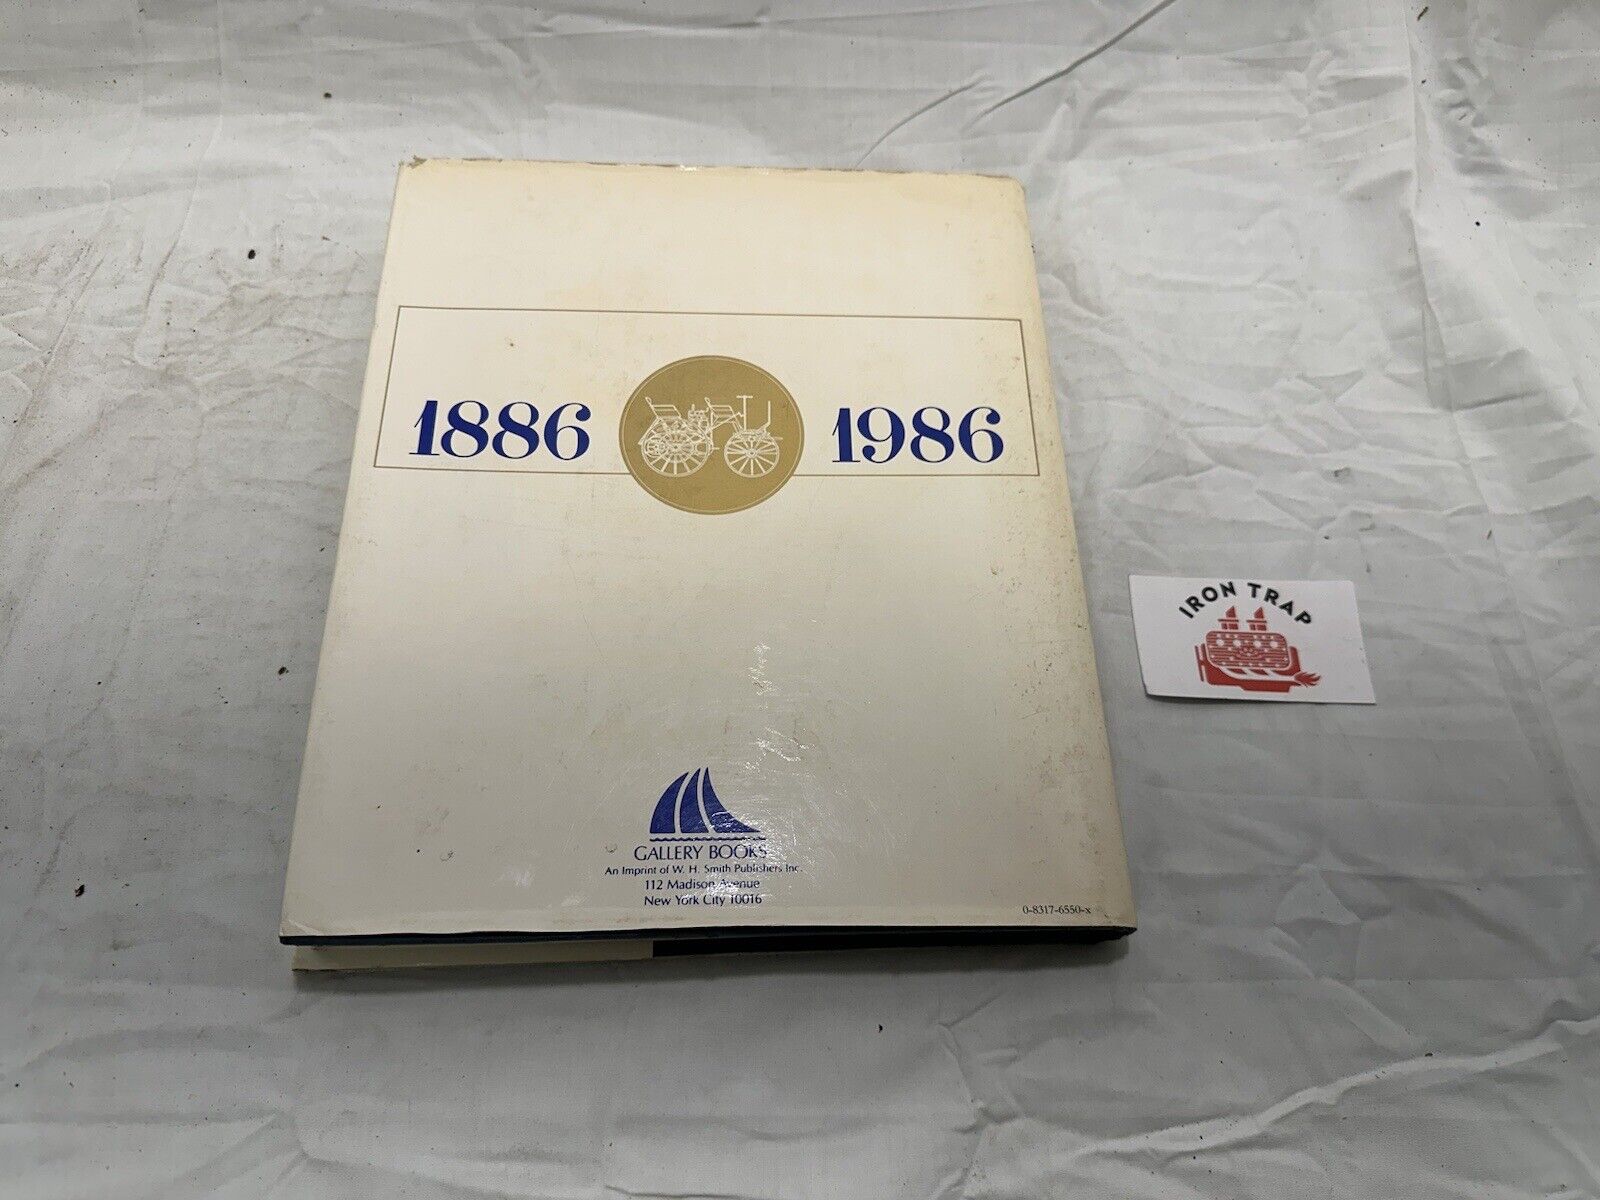 1886 1986
IRON TRAP
GALLERY BOOKS
An Imprint of W. H. Smith Publishers Inc.
112 Madison Avenue
New York City 10016
0-8317-6550-x